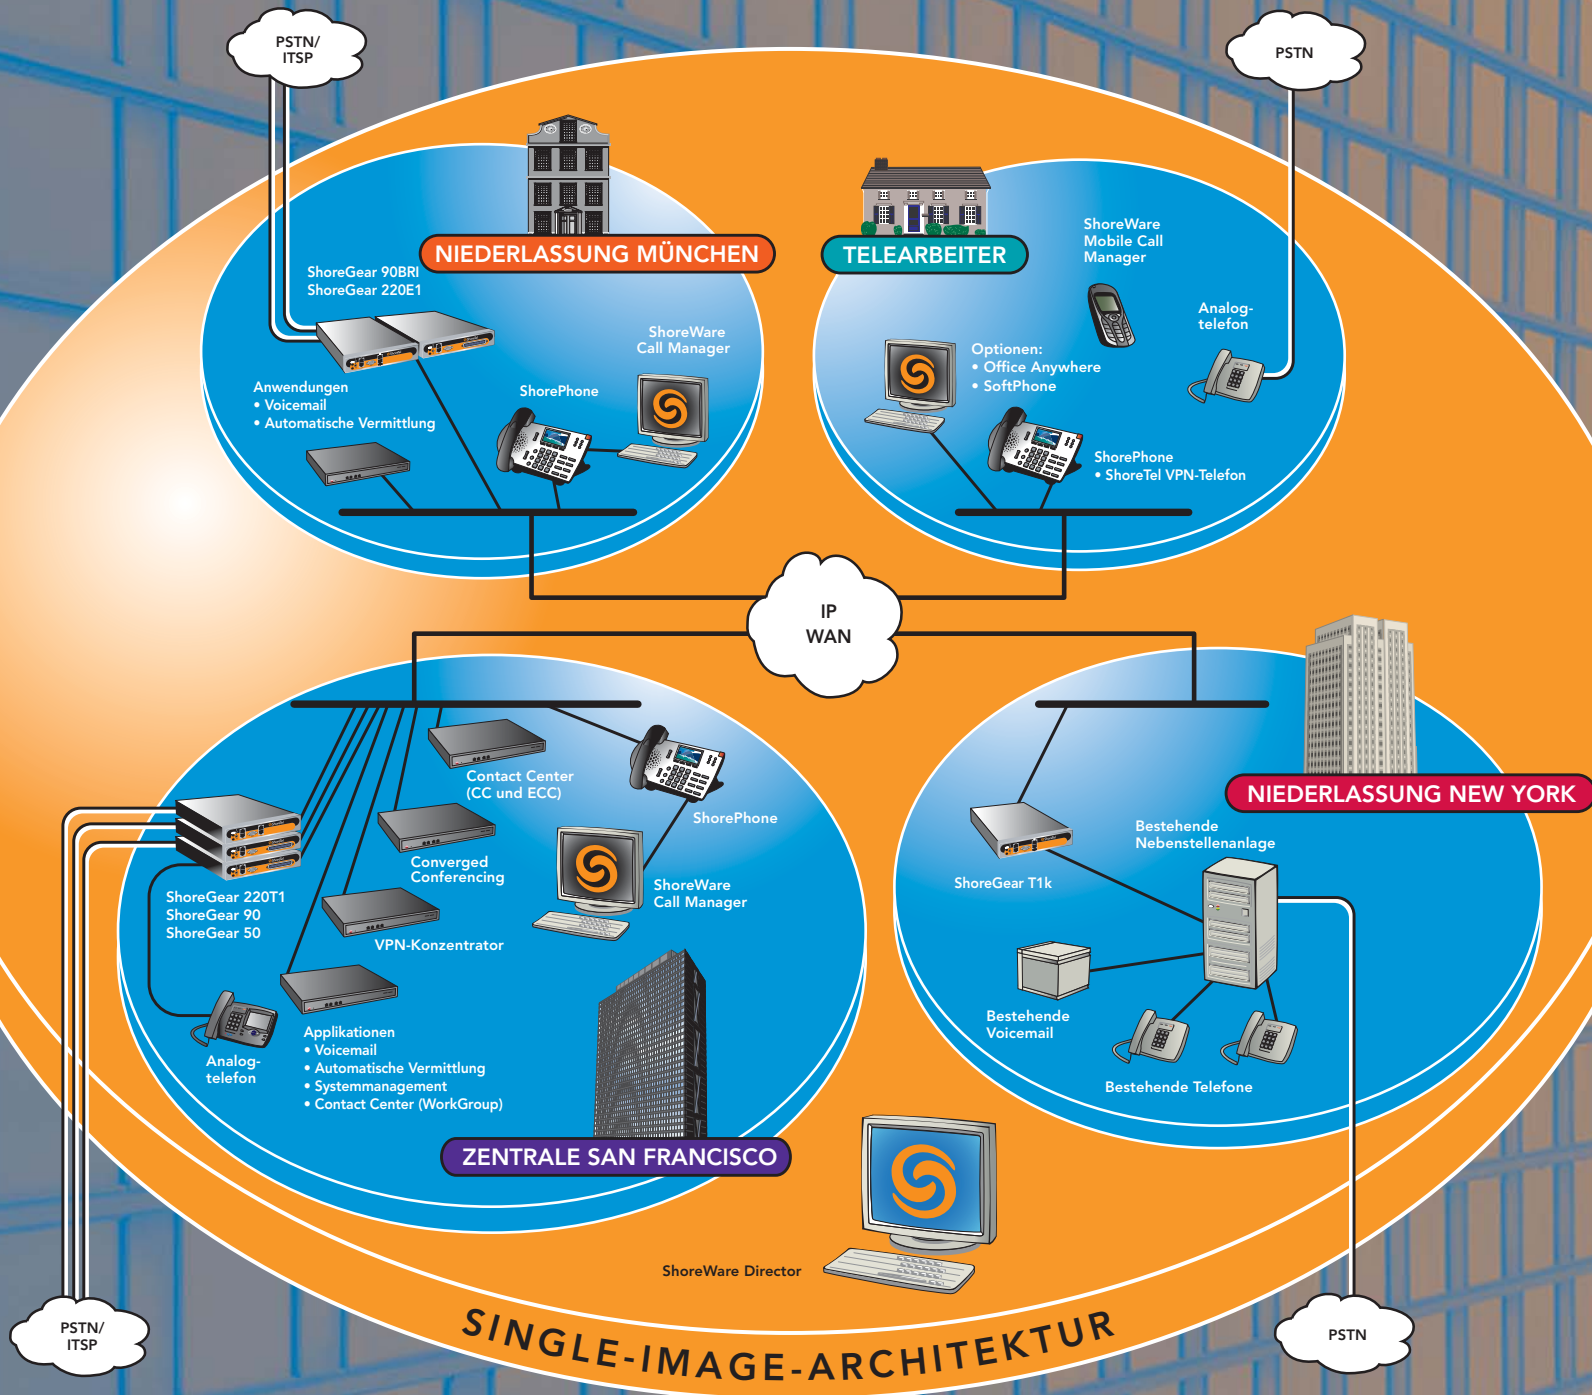 PSTN/
ITSP
PSTN
NIEDERLASSUNG MÜNCHEN
ShoreGear 90BRI
ShoreGear 220E1
ShoreWare
Call Manager
Anwendungen
• Voicemail
• Automatische Vermittlung
ShorePhone
TELEARBEITER
ShoreWare
Mobile Call
Manager
Analog-
telefon
Optionen:
• Office Anywhere
• SoftPhone
ShorePhone
• ShoreTel VPN-Telefon
IP
WAN
Contact Center
(CC und ECC)
ShorePhone
Converged
Conferencing
ShoreWare
Call Manager
ShoreGear 220T1
ShoreGear 90
ShoreGear 50
VPN-Konzentrator
Analog-
telefon
Applikationen
• Voicemail
• Automatische Vermittlung
• Systemmanagement
• Contact Center (WorkGroup)
ZENTRALE SAN FRANCISCO
NIEDERLASSUNG NEW YORK
Bestehende
Nebenstellenanlage
ShoreGear T1k
Bestehende
Voicemail
Bestehende Telefone
ShoreWare Director
SINGLE-IMAGE-ARCHITEKTUR
PSTN/
ITSP
PSTN